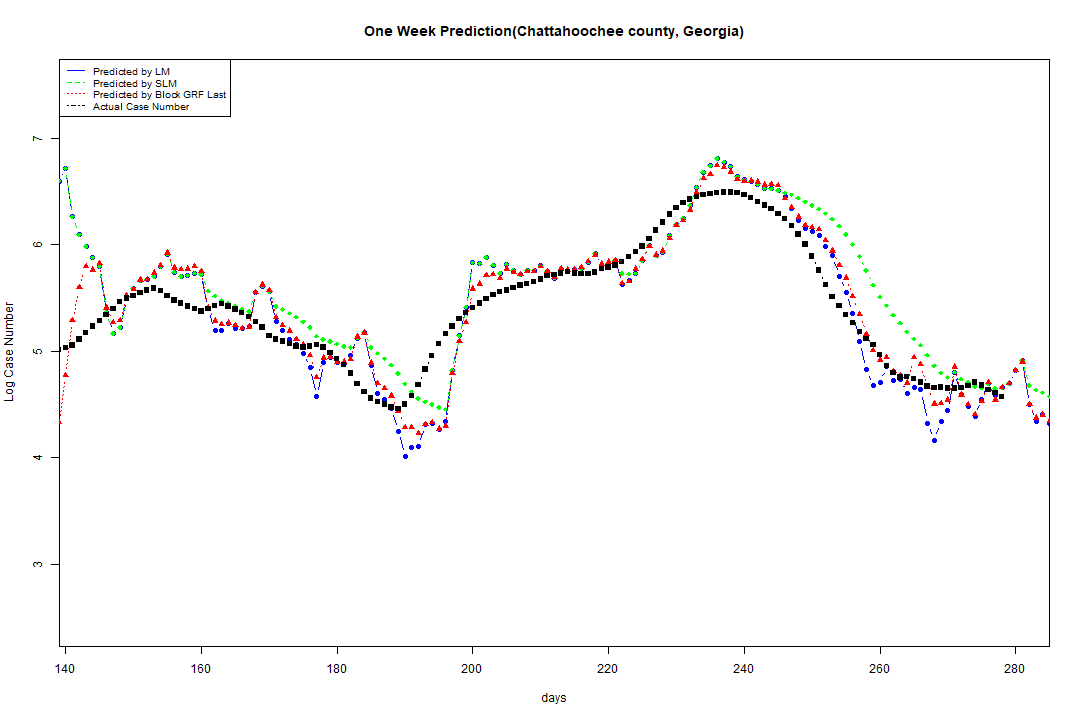 One Week Prediction(Chattahoochee county, Georgia)
Predicted by LM
Predicted by SLM
Predicted by Block GRF Last
Actual Case Number
7
6
5
4
3
Log Case Number
140 160 180 200 220 240 260 280
days